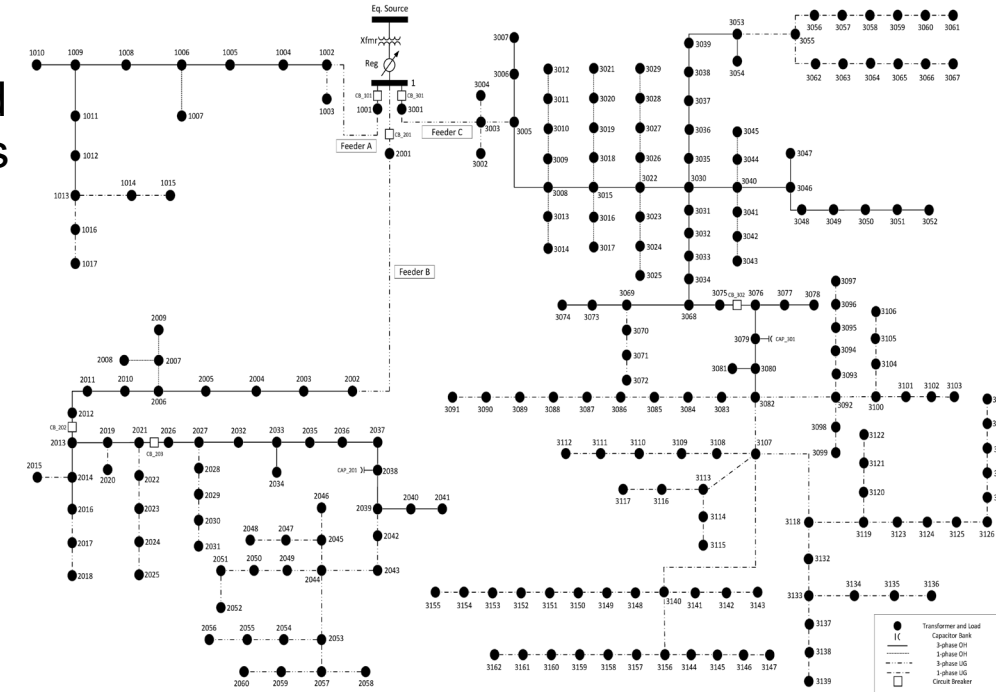 Eq. Source
Xfmr
Reg
1
CB_101
CB_301
1001
3001
CB_201
2001
Feeder A
Feeder B
Feeder C
1010 1009 1008 1006 1005 1004 1002
1003
1007
1011
1012
1013 1014 1015
1016
1017
2009
2008 2007
2011 2010 2006 2005 2004 2003 2002
2012
CB_202
2013 2019 2021 2026 2027 2032 2033 2035 2036 2037
CB_203
2015 2014 2020 2022 2028 2034 CAP_201 2038
2016 2023 2029 2039 2040 2041
2017 2024 2030 2042
2018 2025 2031 2043
2046
2048 2047 2045
2051 2050 2049 2044
2052
2056 2055 2054 2053
2060 2059 2057 2058
3007
3006
3004
3003 3005
3002
3012 3021 3029
3011 3020 3028
3010 3019 3027
3009 3018 3026
3008 3015 3022 3030 3040 3046
3013 3016 3023 3031 3041
3014 3017 3024 3032 3042
3025 3033 3043
3034
3039 3053
3054
3038
3037
3036
3035
3045
3044
3047
3048 3049 3050 3051 3052
3055
3056 3057 3058 3059 3060 3061
3062 3063 3064 3065 3066 3067
3074 3073 3069 3068 3075 CB_302 3076 3077 3078
3070
3071
3072
3079 CAP_301
3081 3080
3091 3090 3089 3088 3087 3086 3085 3084 3083 3082
3097
3096
3095
3094
3093
3092
3106
3105
3104
3100 3101 3102 3103
3098
3099
3112 3111 3110 3109 3108 3107
3117 3116 3113
3114
3115
3122
3121
3120
3118 3119 3123 3124 3125 3126
3132
3133 3134 3135 3136
3137
3138
3139
3155 3154 3153 3152 3151 3150 3149 3148 3140 3141 3142 3143
3162 3161 3160 3159 3158 3157 3156 3144 3145 3146 3147
Transformer and Load
Capacitor Bank
3-phase OH
1-phase OH
3-phase UG
1-phase UG
Circuit Breaker